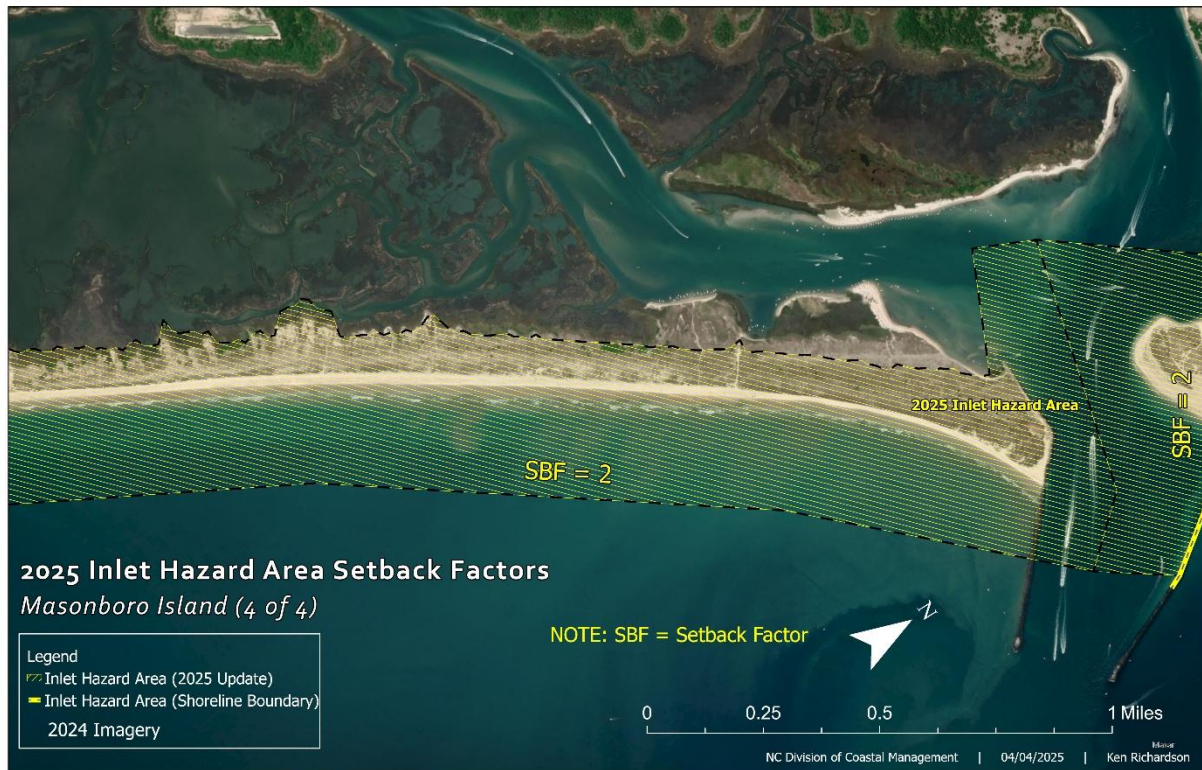 2025 Inlet Hazard Area
SBF = 2
SBF = 2
2025 Inlet Hazard Area Setback Factors
Masonboro Island (4 of 4)
NOTE: SBF = Setback Factor
N
Legend
Inlet Hazard Area (2025 Update)
Inlet Hazard Area (Shoreline Boundary)
2024 Imagery
0 0.25 0.5 1 Miles
NC Division of Coastal Management | 04/04/2025 | Ken Richardson